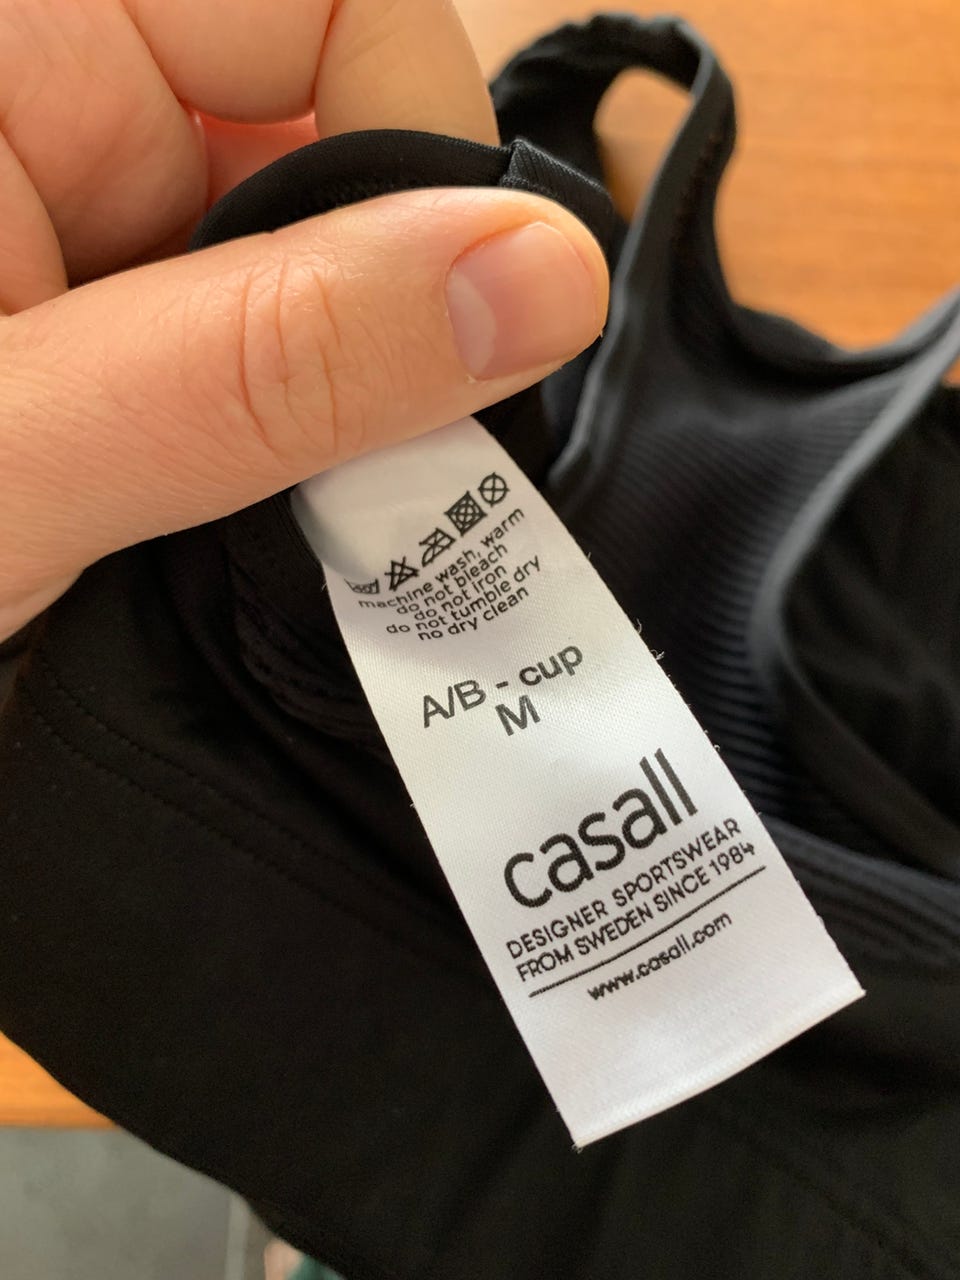 machine wash, warm
do not bleach
do not iron
do not tumble dry
no dry clean
A/B - cup
M
casall
DESIGNER SPORTSWEAR
FROM SWEDEN SINCE 1984
www.casall.com